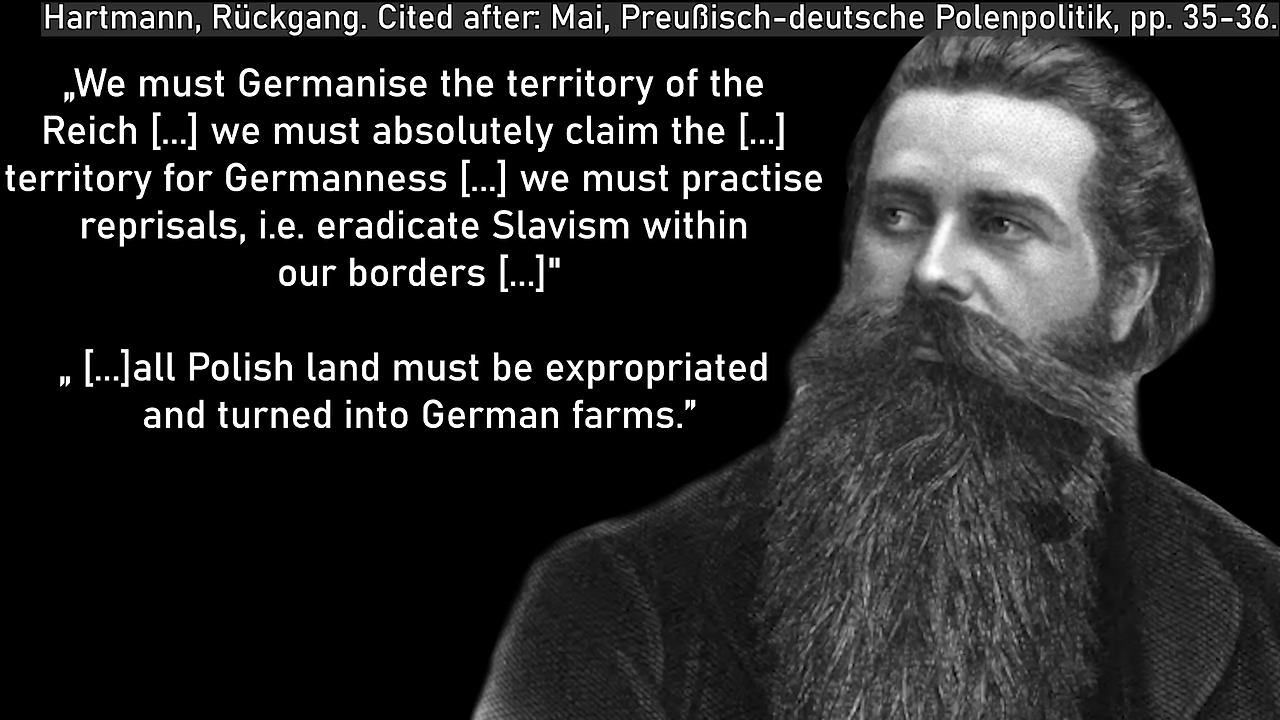 Hartmann, Rückgang. Cited after: Mai, Preußisch-deutsche Polenpolitik, pp. 35-36.
„We must Germanise the territory of the
Reich [...] we must absolutely claim the [...]
territory for Germanness [...] we must practise
reprisals, i.e. eradicate Slavism within
our borders [...]"
„ [...]all Polish land must be expropriated
and turned into German farms.”